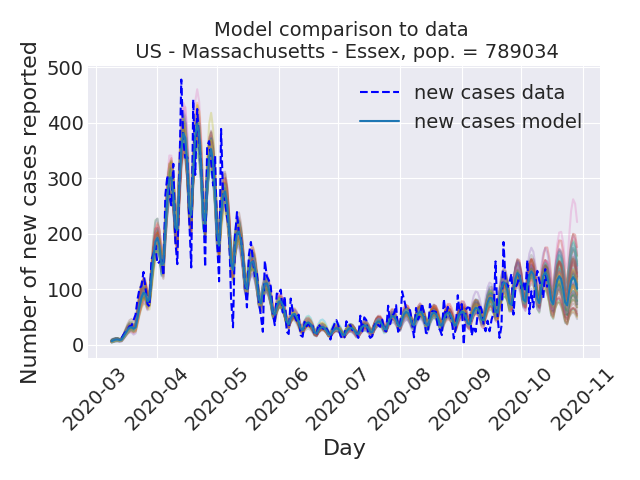 Model comparison to data
US - Massachusetts - Essex, pop. = 789034
Number of new cases reported
500
400
300
200
100
0
new cases data
new cases model
2020-03
2020-04
2020-05
2020-06
2020-07
2020-08
2020-09
2020-10
2020-11
Day